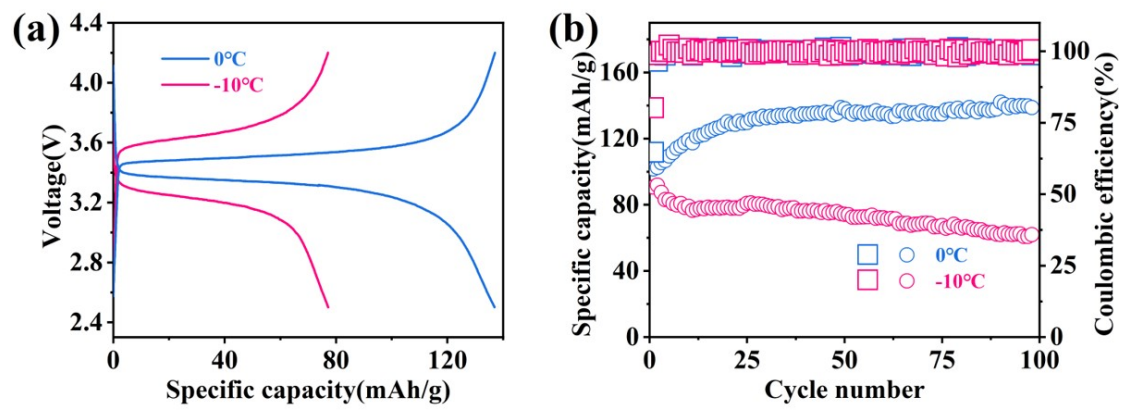 (a)
4.4
4.0
3.6
3.2
2.8
2.4
Voltage(V)
0°C
-10°C
0
40
80
120
Specific capacity(mAh/g)
(b)
160
120
80
40
0
Specific capacity(mAh/g)
100
75
50
25
0
Coulombic efficiency(%)
0°C
-10°C
0
25
50
75
100
Cycle number